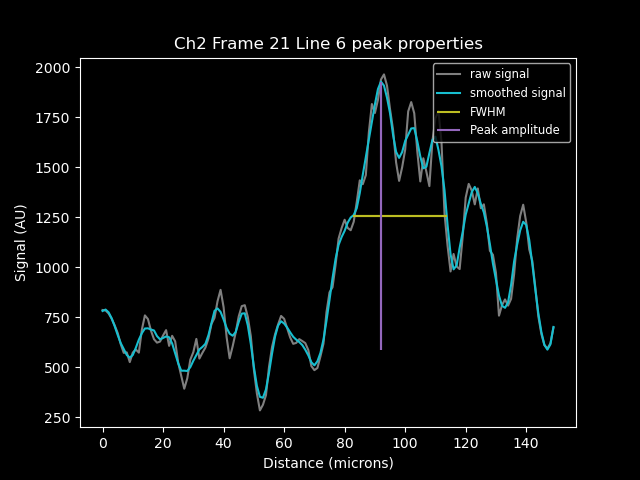 Ch2 Frame 21 Line 6 peak properties
raw signal
smoothed signal
FWHM
Peak amplitude
Signal (AU)
2000
1750
1500
1250
1000
750
500
250
0 20 40 60 80 100 120 140
Distance (microns)